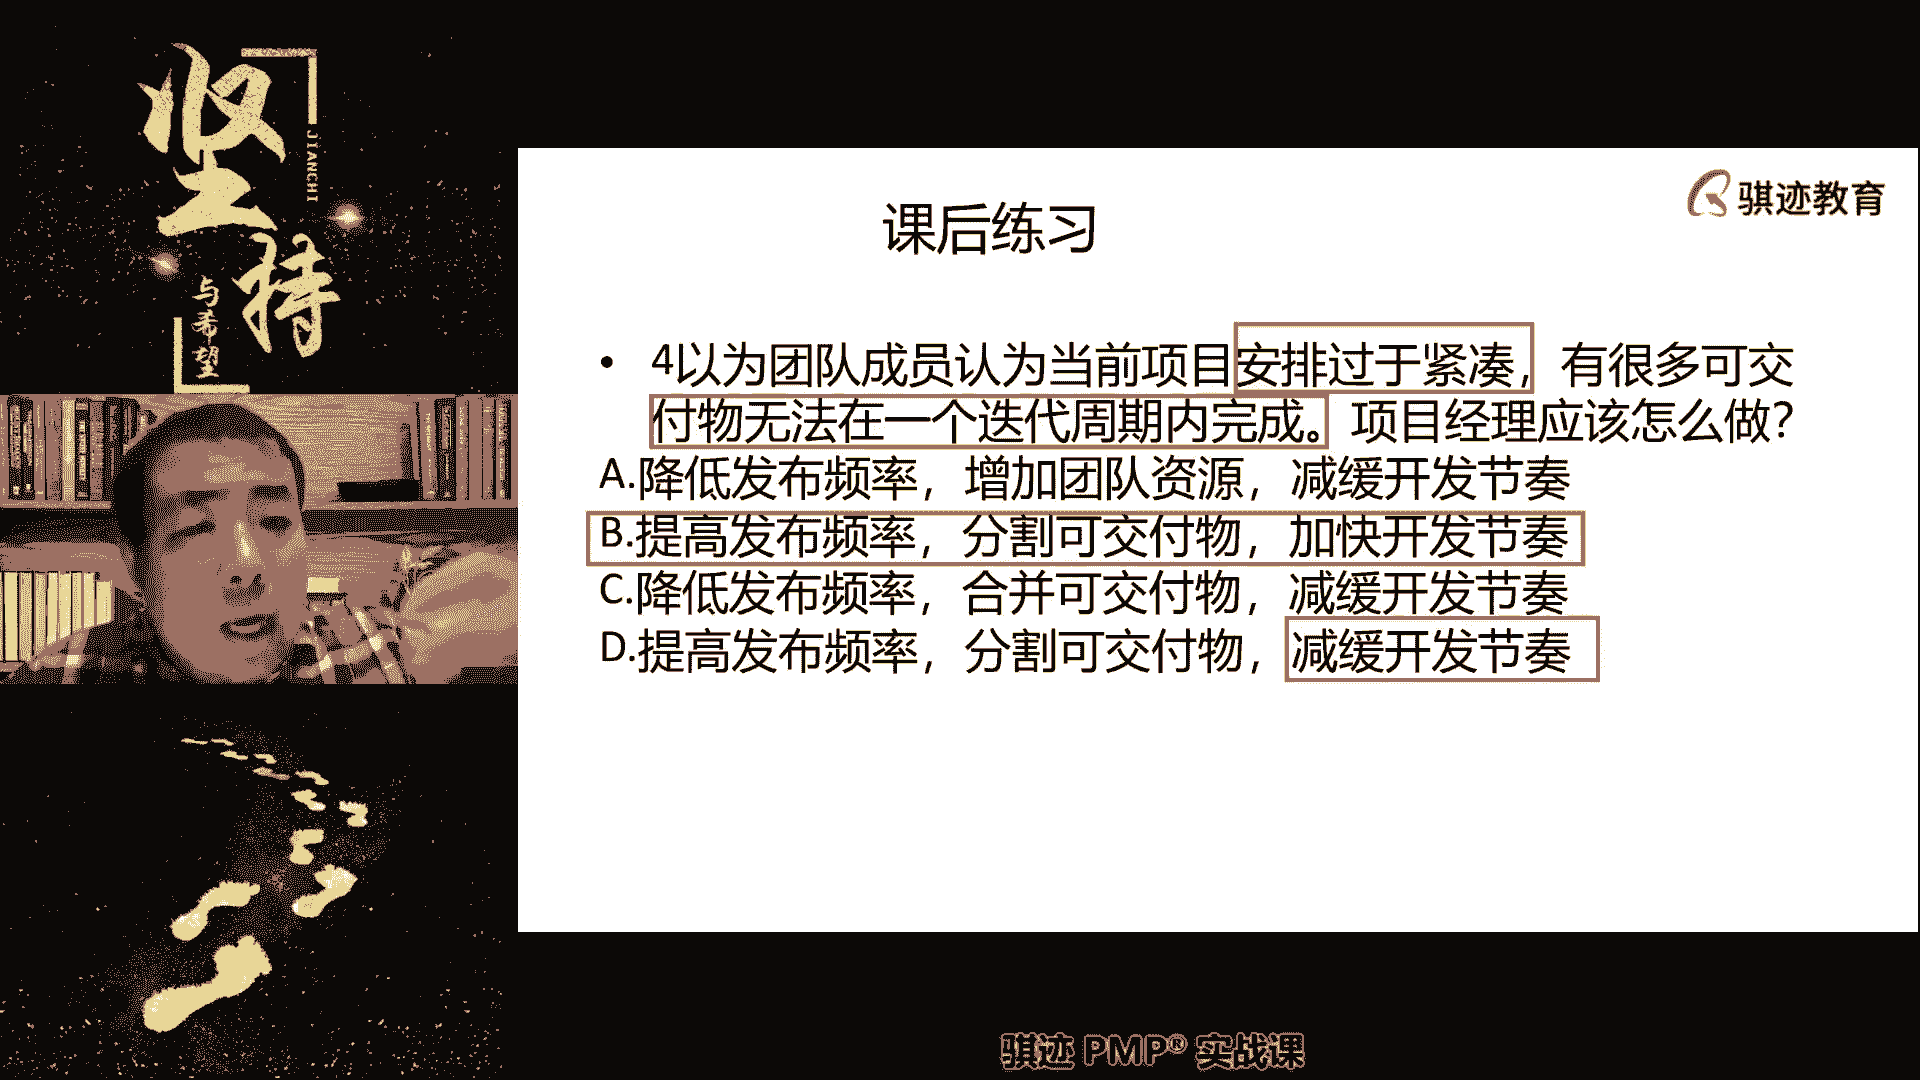 坚持
JIANCHI
与希望
骐迹教育
课后练习
• 4以为团队成员认为当前项目安排过于紧凑，有很多可交
付物无法在一个迭代周期内完成。项目经理应该怎么做？
A.降低发布频率，增加团队资源，减缓开发节奏
B.提高发布频率，分割可交付物，加快开发节奏
C.降低发布频率，合并可交付物，减缓开发节奏
D.提高发布频率，分割可交付物，减缓开发节奏
骐迹 PMP® 实战课